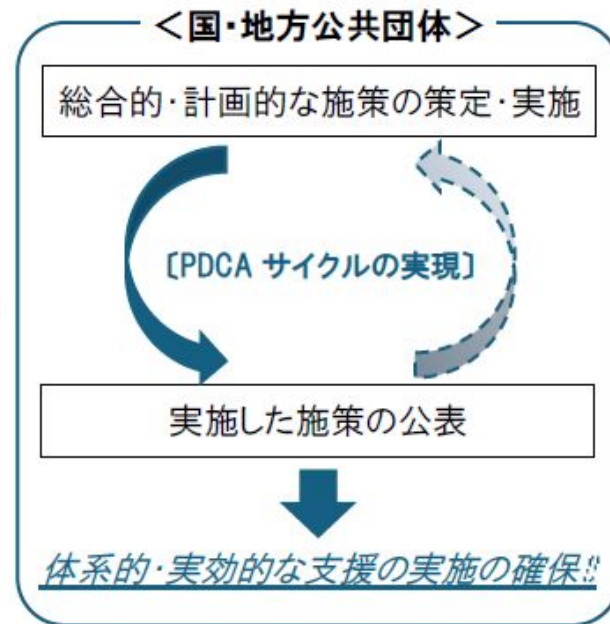 ＜国・地方公共団体＞
総合的・計画的な施策の策定・実施
〔PDCA サイクルの実現〕
実施した施策の公表
体系的・実効的な支援の実施の確保!!